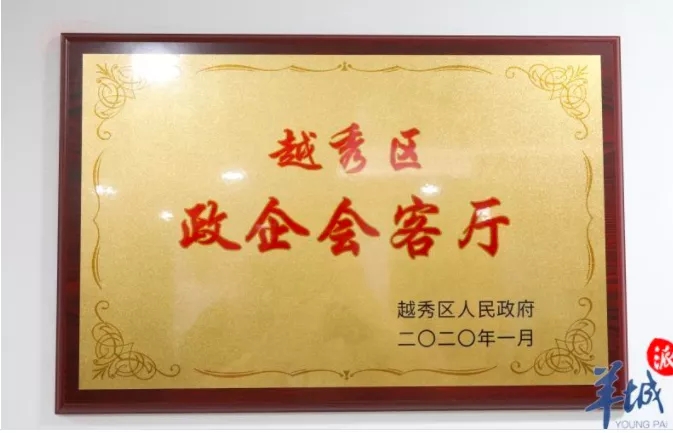 越秀区
政企会客厅
越秀区人民政府
二〇二〇年一月
羊城派
YOUNG PAI